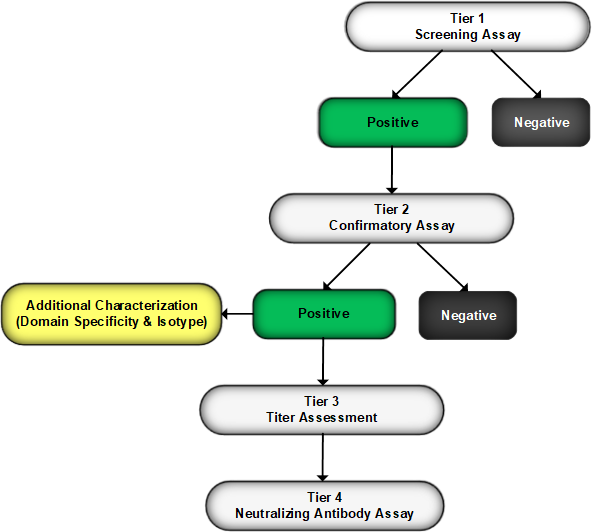 Tier 1
Screening Assay
Positive
Negative
Tier 2
Confirmatory Assay
Additional Characterization
(Domain Specificity & Isotype)
Positive
Negative
Tier 3
Titer Assessment
Tier 4
Neutralizing Antibody Assay